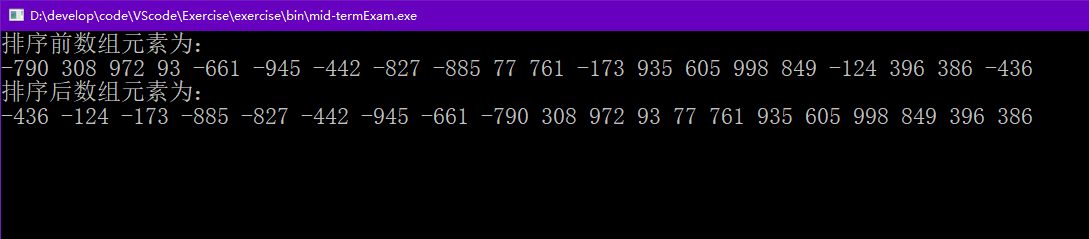 D:\develop\code\VScode\Exercise\exercise\bin\mid-termExam.exe
排序前数组元素为：
-790 308 972 93 -661 -945 -442 -827 -885 77 761 -173 935 605 998 849 -124 396 386 -436
排序后数组元素为：
-436 -124 -173 -885 -827 -442 -945 -661 -790 308 972 93 77 761 935 605 998 849 396 386